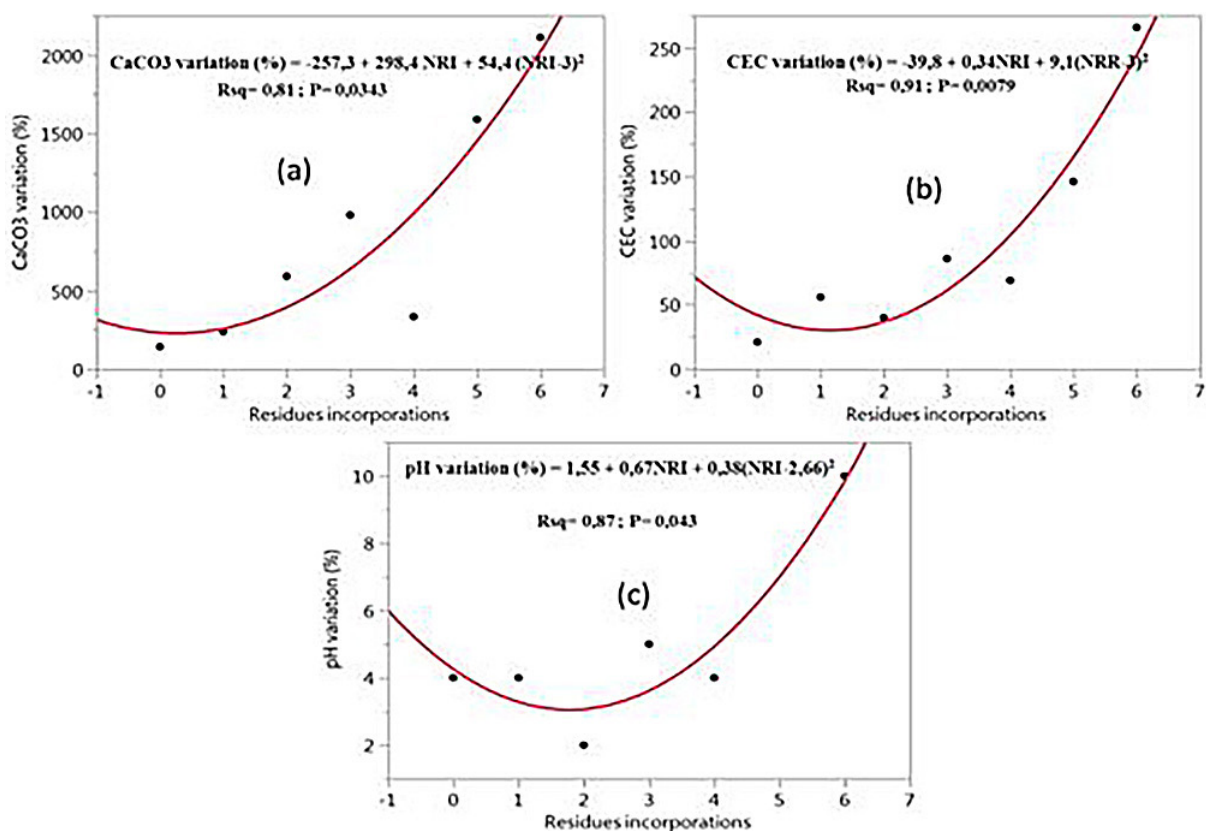 CaCO3 variation (%) = -257,3 + 298,4 NRI + 54,4 (NRI-3)²
Rsq= 0,81 ; P= 0,0343
(a)
CaCO3 variation (%)
2000
1500
1000
500
0
-1 0 1 2 3 4 5 6 7
Residues incorporations
CEC variation (%) = -39,8 + 0,34NRI + 9,1(NRR-3)²
Rsq= 0,91 ; P= 0,0079
(b)
CEC variation (%)
250
200
150
100
50
0
-1 0 1 2 3 4 5 6 7
Residues incorporations
pH variation (%) = 1,55 + 0,67NRI + 0,38(NRI-2,66)²
Rsq= 0,87 ; P= 0,043
(c)
pH variation (%)
10
8
6
4
2
-1 0 1 2 3 4 5 6 7
Residues incorporations